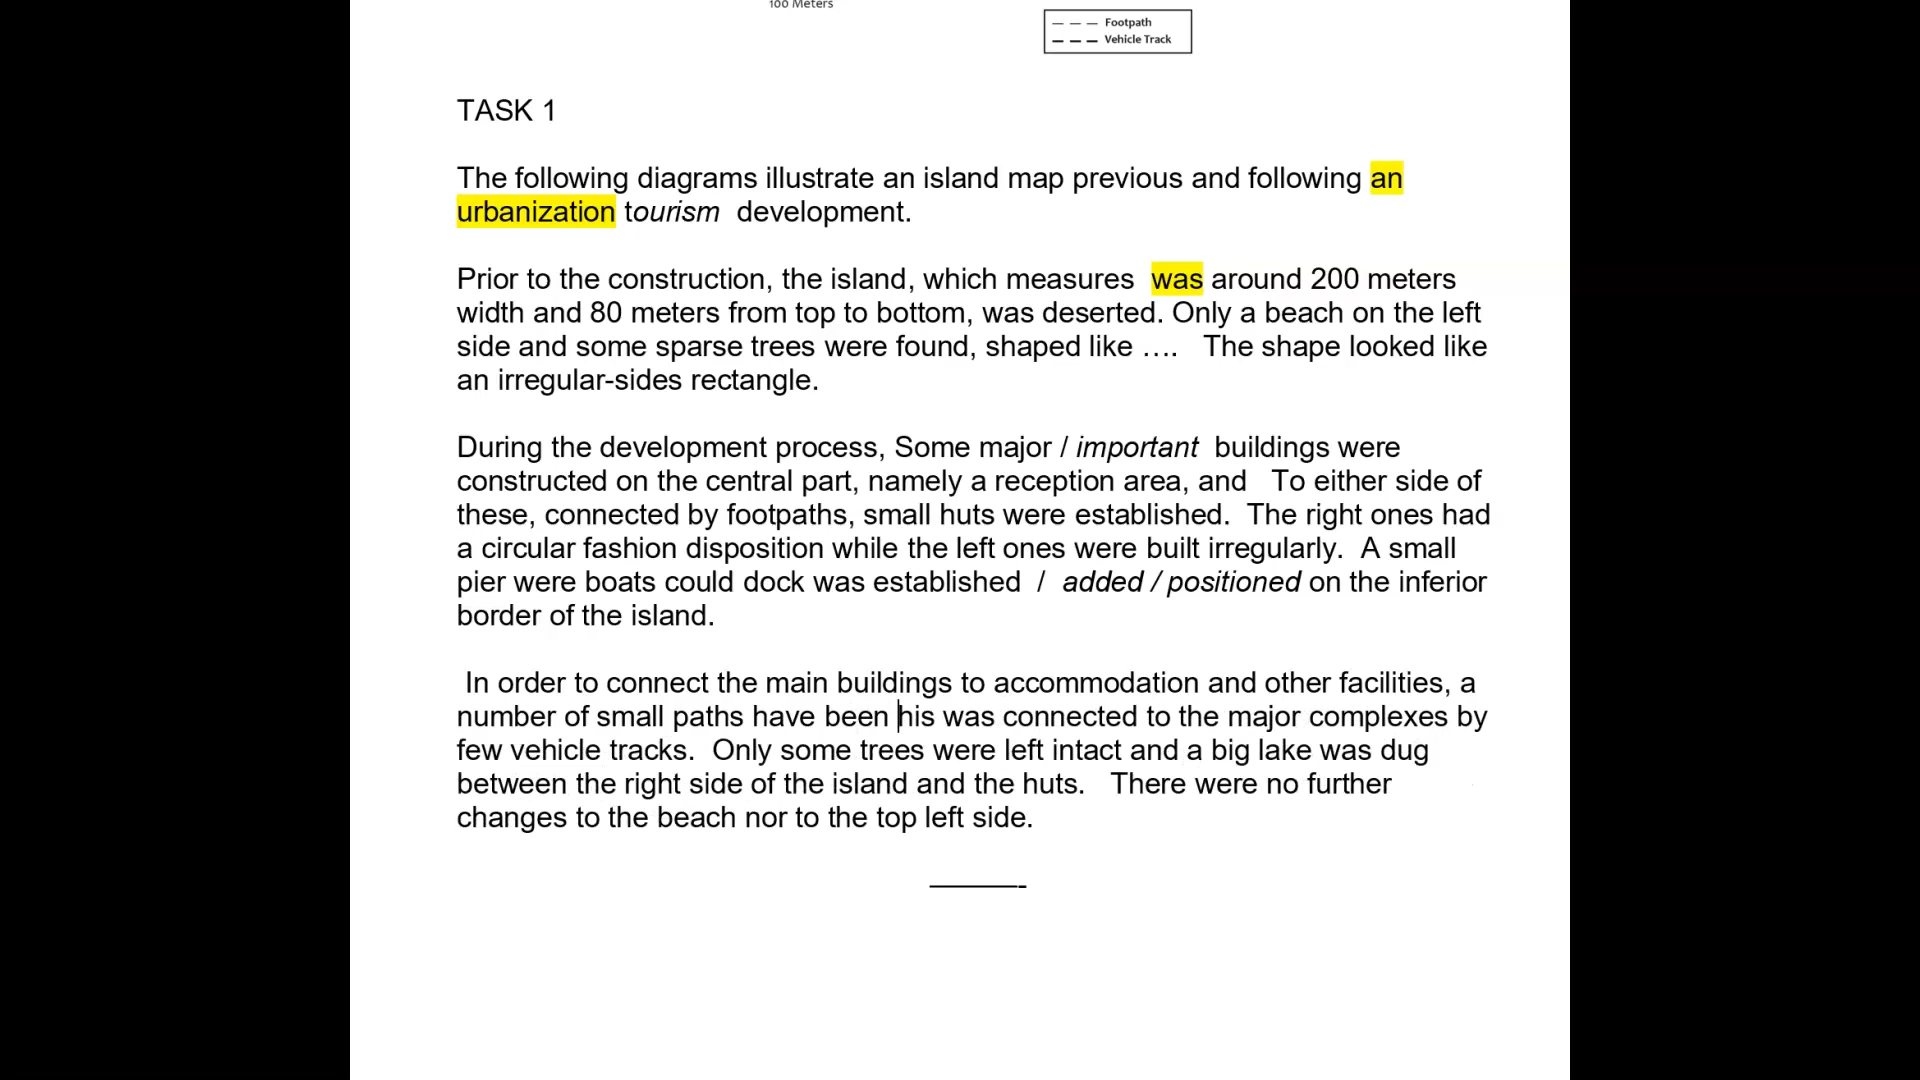 100 Meters
— — — Footpath
— — — Vehicle Track
TASK 1
The following diagrams illustrate an island map previous and following an
urbanization tourism development.
Prior to the construction, the island, which measures was around 200 meters
width and 80 meters from top to bottom, was deserted. Only a beach on the left
side and some sparse trees were found, shaped like …. The shape looked like
an irregular-sides rectangle.
During the development process, Some major / important buildings were
constructed on the central part, namely a reception area, and To either side of
these, connected by footpaths, small huts were established. The right ones had
a circular fashion disposition while the left ones were built irregularly. A small
pier were boats could dock was established / added / positioned on the inferior
border of the island.
In order to connect the main buildings to accommodation and other facilities, a
number of small paths have been his was connected to the major complexes by
few vehicle tracks. Only some trees were left intact and a big lake was dug
between the right side of the island and the huts. There were no further
changes to the beach nor to the top left side.
———-